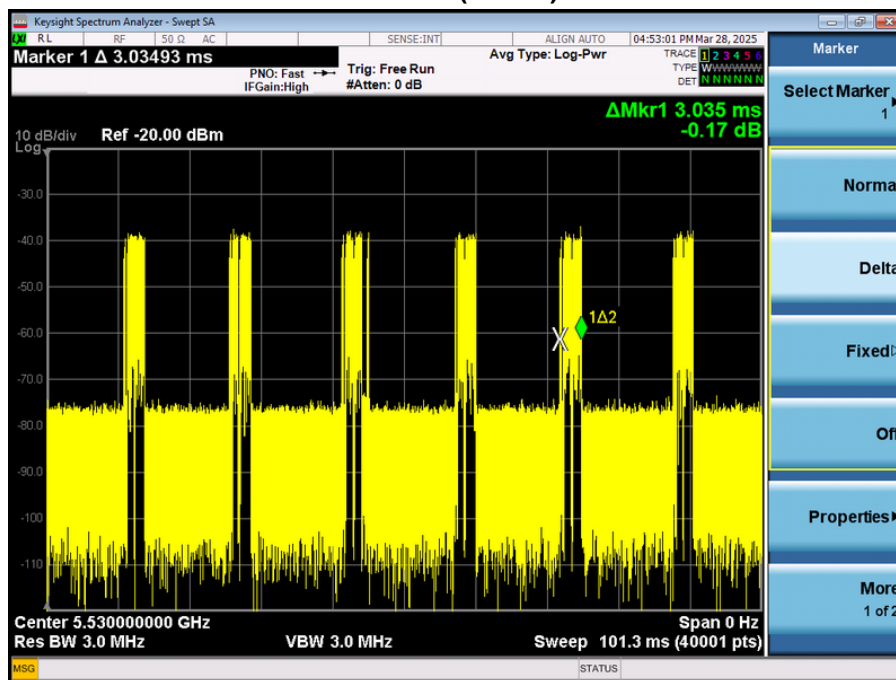 Keysight Spectrum Analyzer - Swept SA
LXI RL RF 50 Ω AC SENSE:INT ALIGN AUTO 04:53:01 PM Mar 28, 2025
Marker 1 Δ 3.03493 ms
PNO: Fast
IFGain:High
Trig: Free Run
#Atten: 0 dB
Avg Type: Log-Pwr
TRACE 1 2 3 4 5 6
TYPE WWWWWW
DET N N N N N N
ΔMkr1 3.035 ms
-0.17 dB
10 dB/div Ref -20.00 dBm
Log
-30.0
-40.0
-50.0
-60.0
-70.0
-80.0
-90.0
-100
-110
X
1Δ2
Center 5.530000000 GHz Span 0 Hz
Res BW 3.0 MHz VBW 3.0 MHz Sweep 101.3 ms (40001 pts)
MSG STATUS
Marker
Select Marker
1
Norma
Delta
Fixed
Off
Properties
More
1 of 2